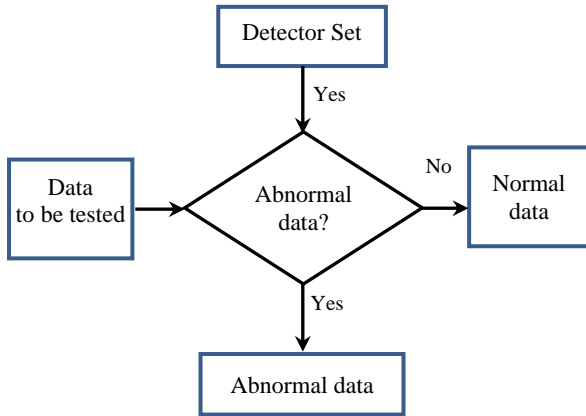 Detector Set
Yes
Data
to be tested
Abnormal
data?
No
Normal
data
Yes
Abnormal data